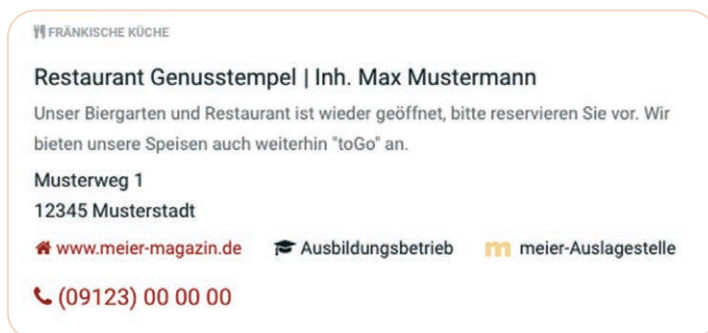 FRÄNKISCHE KÜCHE
Restaurant Genusstempel | Inh. Max Mustermann
Unser Biergarten und Restaurant ist wieder geöffnet, bitte reservieren Sie vor. Wir
bieten unsere Speisen auch weiterhin "toGo" an.
Musterweg 1
12345 Musterstadt
www.meier-magazin.de Ausbildungsbetrieb m meier-Auslagestelle
(09123) 00 00 00